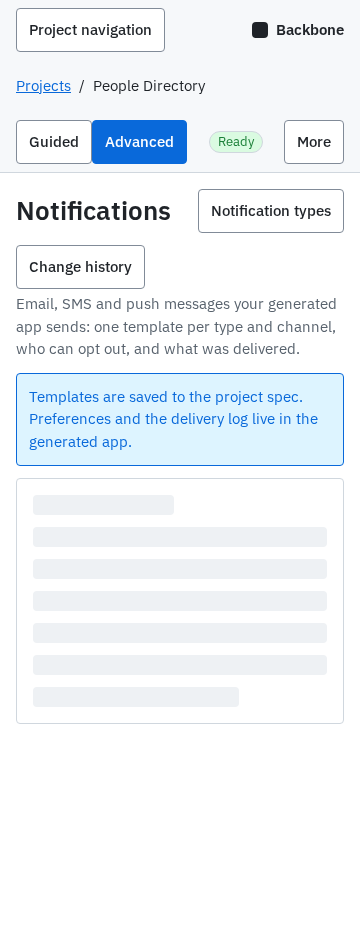 Project navigation
Backbone
Projects / People Directory
Guided
Advanced
Ready
More
Notifications
Notification types
Change history
Email, SMS and push messages your generated
app sends: one template per type and channel,
who can opt out, and what was delivered.
Templates are saved to the project spec.
Preferences and the delivery log live in the
generated app.